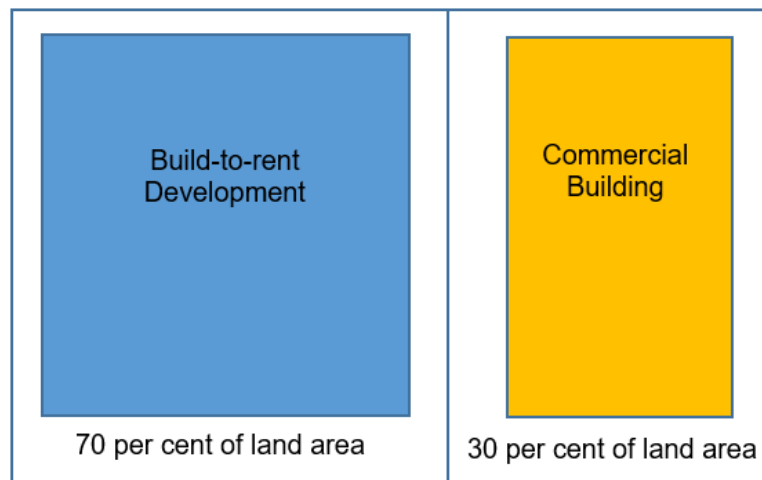 Build-to-rent
Development
70 per cent of land area
Commercial
Building
30 per cent of land area